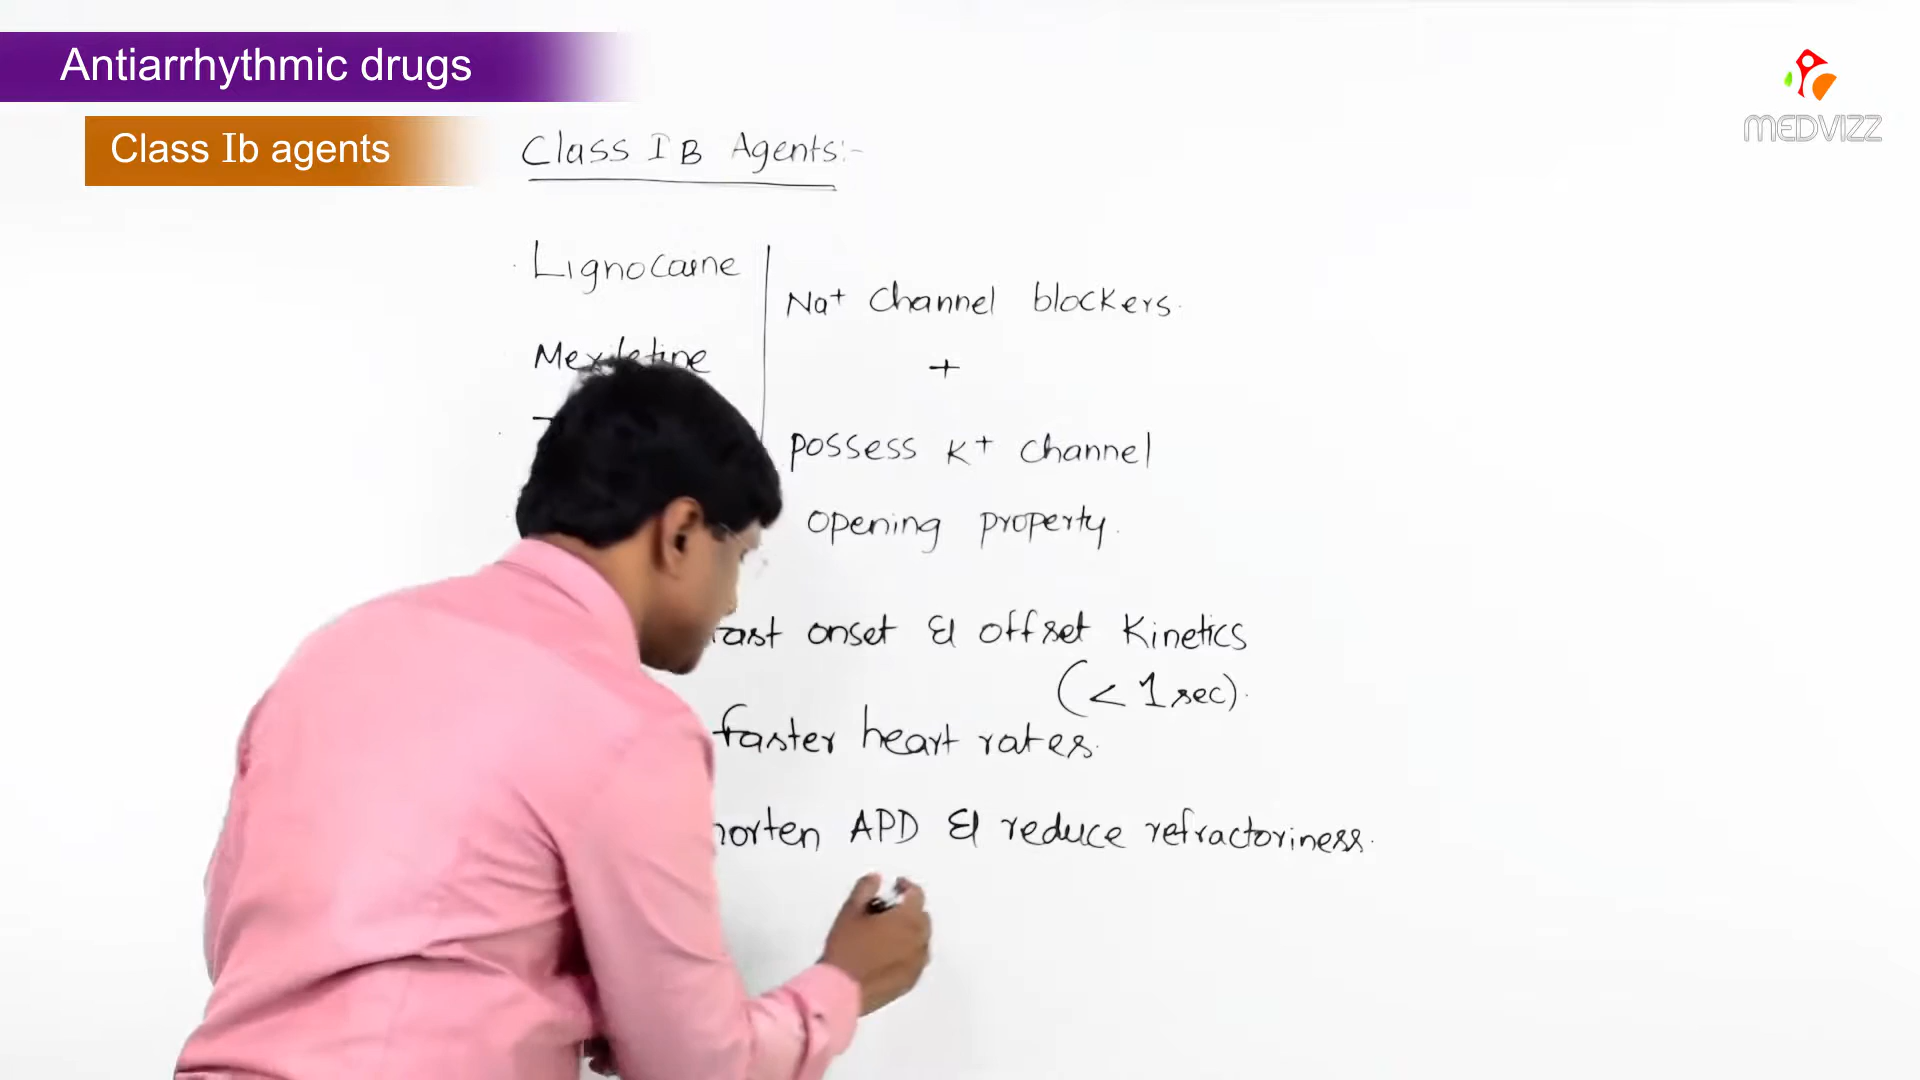 Antiarrhythmic drugs
MEDVIZZ
Class Ib agents
Class I B Agents:-
Lignocaine
Na+ Channel blockers.
Mexiletine
+
possess K+ channel
opening property.
fast onset & offset Kinetics
(< 1 sec).
faster heart rates.
APD & reduce refractoriness.